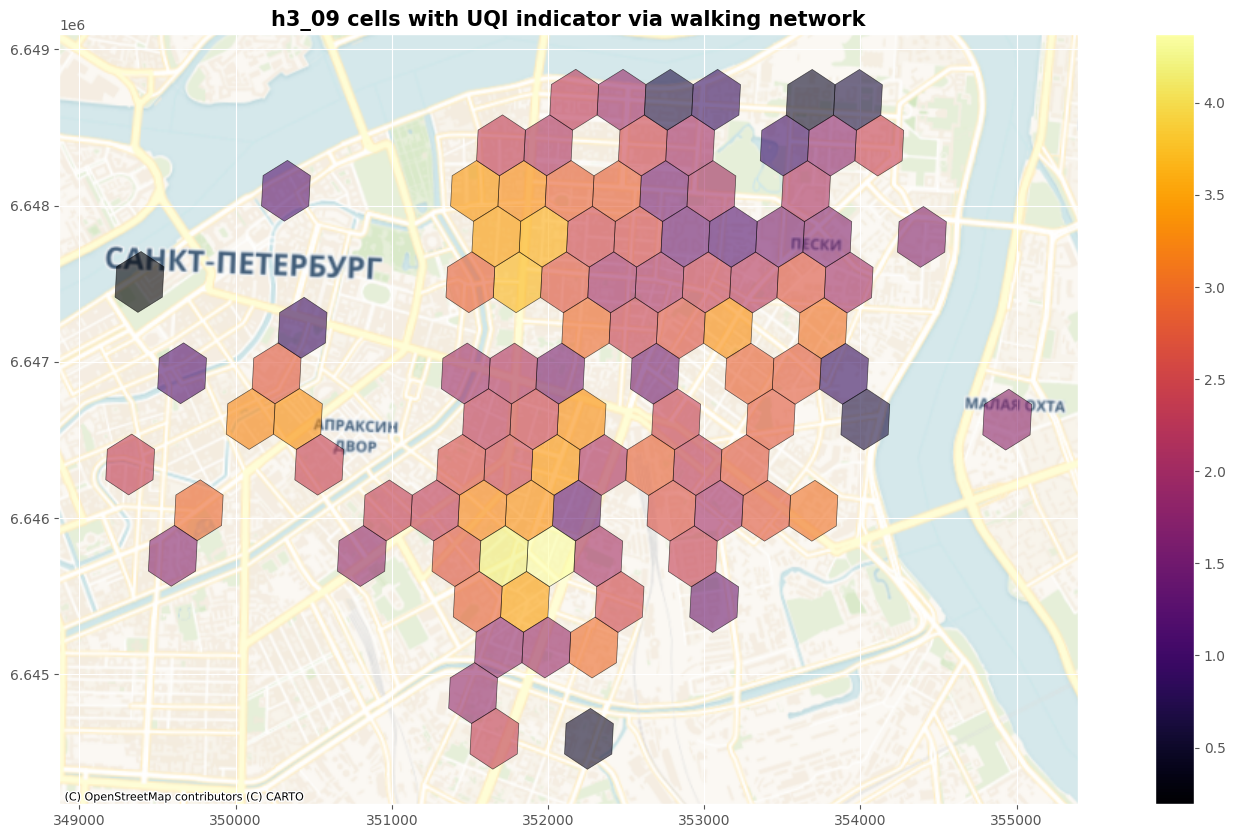 h3_09 cells with UQI indicator via walking network
1e6
6.649
6.648
6.647
6.646
6.645
САНКТ-ПЕТЕРБУРГ
ПЕСКИ
АПРАКСИН
ДВОР
МАЛАЯ ОХТА
(C) OpenStreetMap contributors (C) CARTO
349000
350000
351000
352000
353000
354000
355000
4.0
3.5
3.0
2.5
2.0
1.5
1.0
0.5